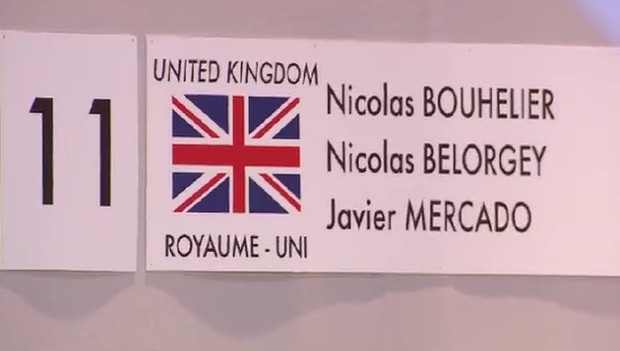 11
UNITED KINGDOM
ROYAUME - UNI
Nicolas BOUHELIER
Nicolas BELORGEY
Javier MERCADO